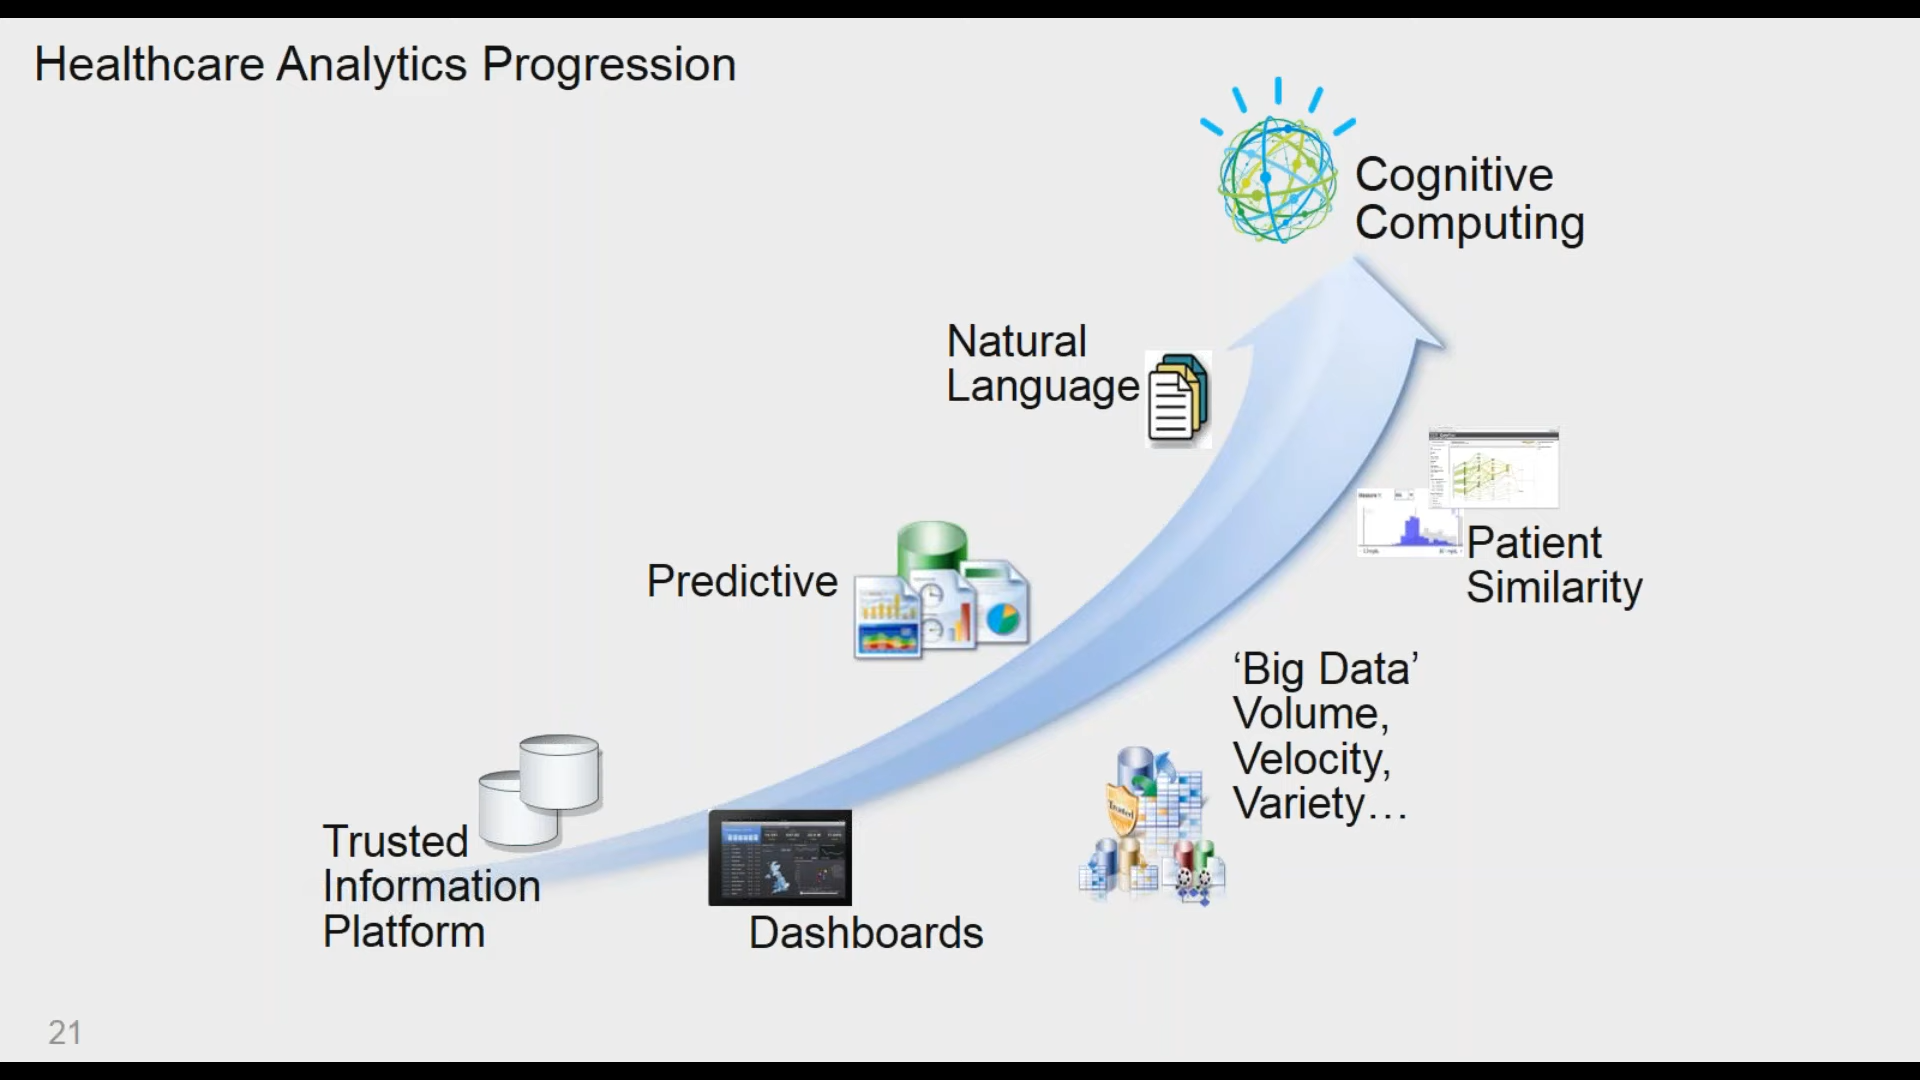 Healthcare Analytics Progression
Cognitive
Computing
Natural
Language
Patient
Similarity
Predictive
‘Big Data’
Volume,
Velocity,
Variety…
Trusted
Trusted
Information
Platform
Dashboards
21